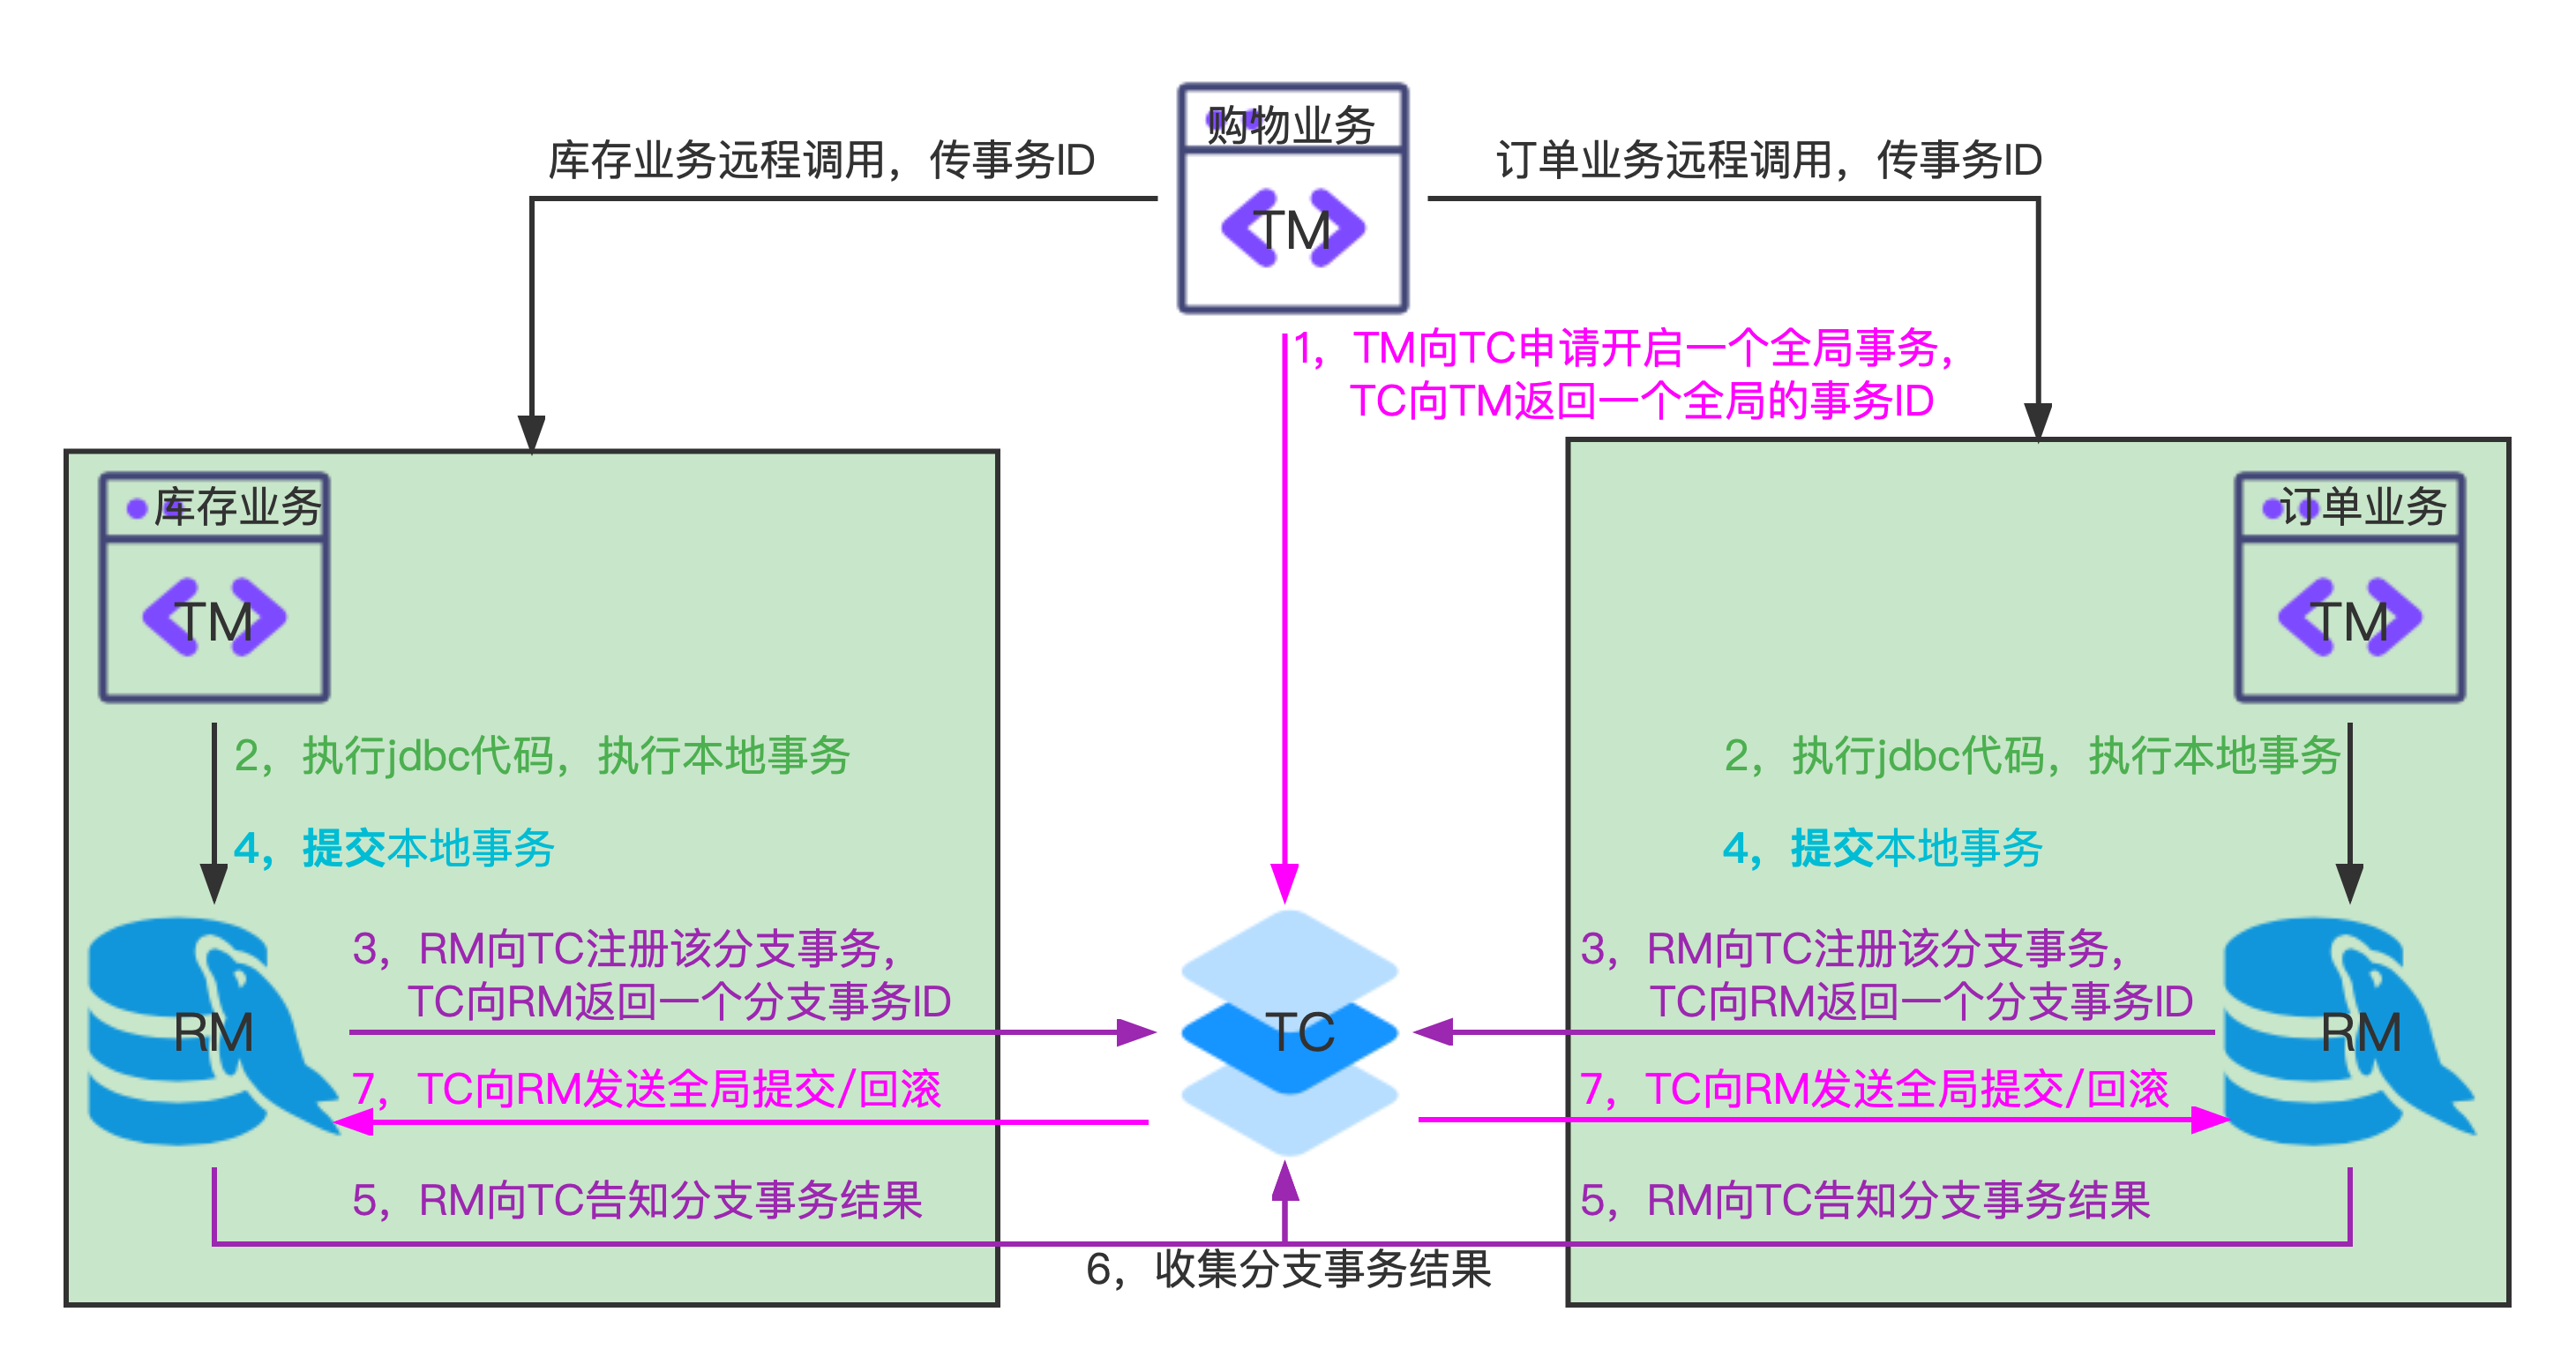 购物业务
TM
库存业务远程调用，传事务ID
订单业务远程调用，传事务ID
1，TM向TC申请开启一个全局事务，
TC向TM返回一个全局的事务ID
库存业务
TM
2，执行jdbc代码，执行本地事务
4，提交本地事务
RM
3，RM向TC注册该分支事务，
TC向RM返回一个分支事务ID
7，TC向RM发送全局提交/回滚
5，RM向TC告知分支事务结果
TC
6，收集分支事务结果
订单业务
TM
2，执行jdbc代码，执行本地事务
4，提交本地事务
3，RM向TC注册该分支事务，
TC向RM返回一个分支事务ID
RM
7，TC向RM发送全局提交/回滚
5，RM向TC告知分支事务结果